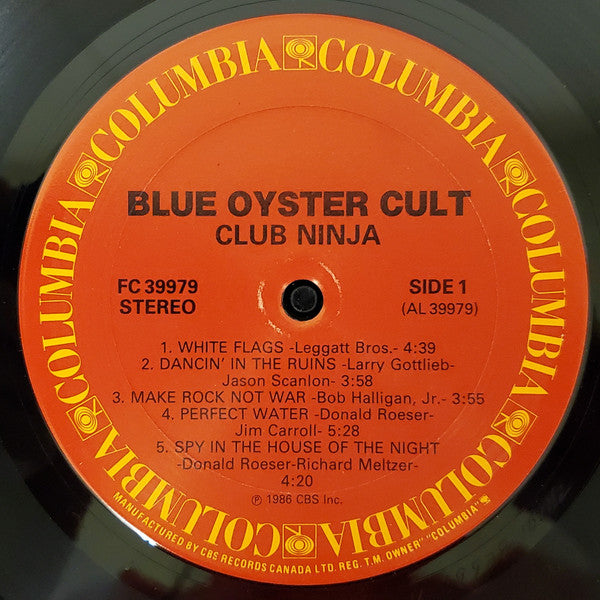 COLUMBIA COLUMBIA COLUMBIA COLUMBIA COLUMBIA COLUMBIA
BLUE OYSTER CULT
CLUB NINJA
FC 39979
STEREO
SIDE 1
(AL 39979)
1. WHITE FLAGS -Leggatt Bros.- 4:39
2. DANCIN' IN THE RUINS -Larry Gottlieb-
Jason Scanlon- 3:58
3. MAKE ROCK NOT WAR -Bob Halligan, Jr.- 3:55
4. PERFECT WATER -Donald Roeser-
Jim Carroll- 5:28
5. SPY IN THE HOUSE OF THE NIGHT
-Donald Roeser-Richard Meltzer-
4:20
℗ 1986 CBS Inc.
MANUFACTURED BY CBS RECORDS CANADA LTD. REG. T.M. OWNER" "COLUMBIA"